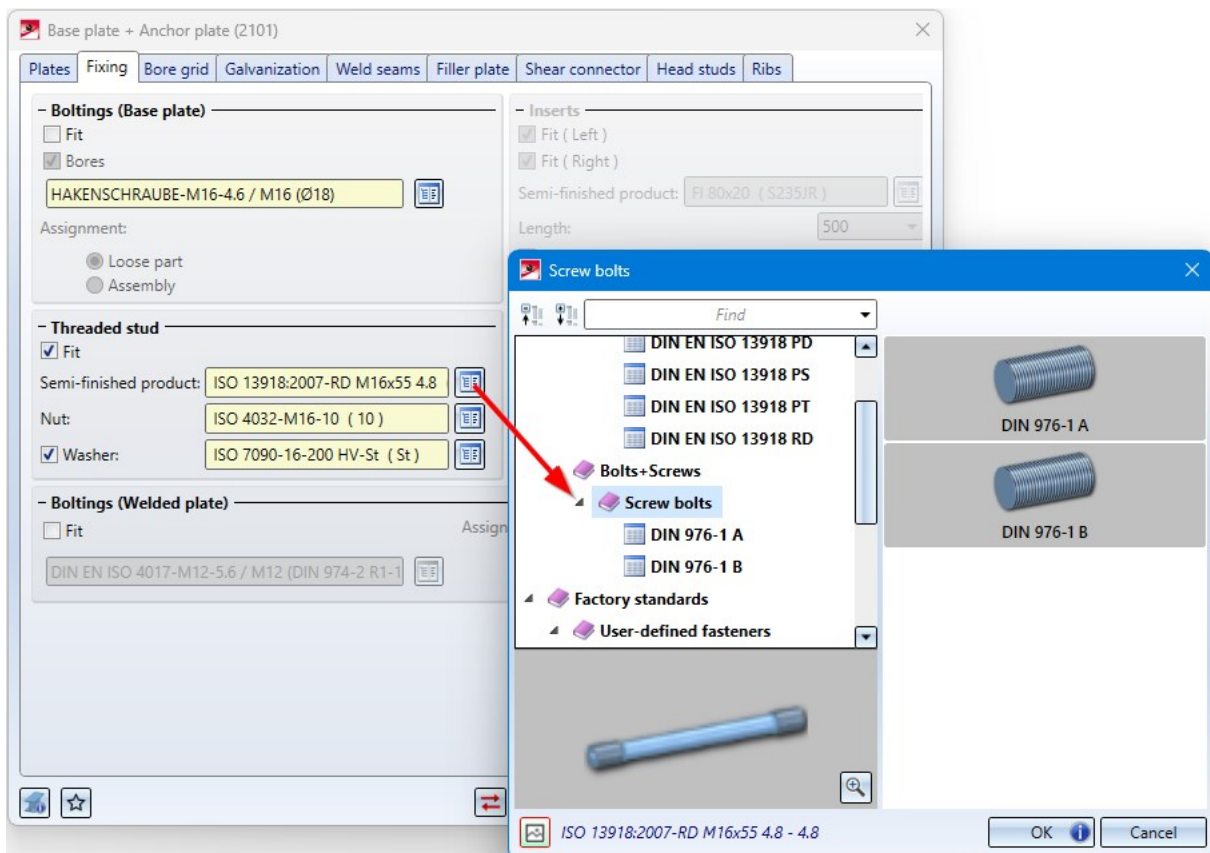 Base plate + Anchor plate (2101)
Plates Fixing Bore grid Galvanization Weld seams Filler plate Shear connector Head studs Ribs
– Boltings (Base plate)
Fit
Bores
HAKENSCHRAUBE-M16-4.6 / M16 (Ø18)
Assignment:
Loose part
Assembly
– Threaded stud
Fit
Semi-finished product: ISO 13918:2007-RD M16x55 4.8
Nut: ISO 4032-M16-10 ( 10 )
Washer: ISO 7090-16-200 HV-St ( St )
– Boltings (Welded plate)
Fit
Assign
DIN EN ISO 4017-M12-5.6 / M12 (DIN 974-2 R1-1
– Inserts
Fit ( Left )
Fit ( Right )
Semi-finished product: Fl 80x20 ( S235JR )
Length: 500
Screw bolts
Find
DIN EN ISO 13918 PD
DIN EN ISO 13918 PS
DIN EN ISO 13918 PT
DIN EN ISO 13918 RD
Bolts+Screws
Screw bolts
DIN 976-1 A
DIN 976-1 B
Factory standards
User-defined fasteners
DIN 976-1 A
DIN 976-1 B
ISO 13918:2007-RD M16x55 4.8 - 4.8
OK
Cancel